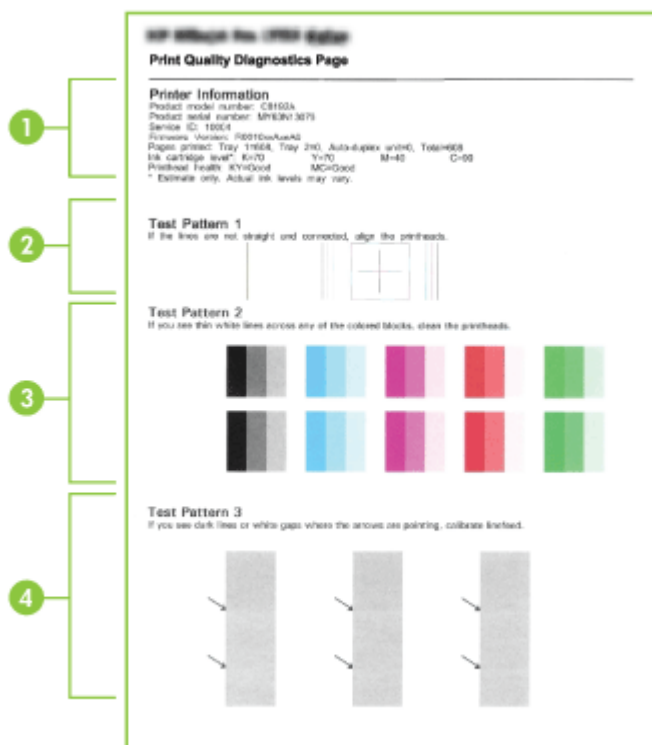 Print Quality Diagnostics Page
Printer Information
Product model number: C8192A
Product serial number: MY63N13075
Service ID: 16004
Firmware Version:
Pages printed: Tray 1=608, Tray 2=0, Auto-duplex unit=0, Total=608
Ink cartridge level*: K=70 Y=70 M=40 C=90
Printhead health: KY=Good MC=Good
* Estimate only. Actual ink levels may vary.
1
Test Pattern 1
If the lines are not straight and connected, align the printheads.
2
Test Pattern 2
If you see thin white lines across any of the colored blocks, clean the printheads.
3
Test Pattern 3
If you see dark lines or white gaps where the arrows are pointing, calibrate linefeed.
4